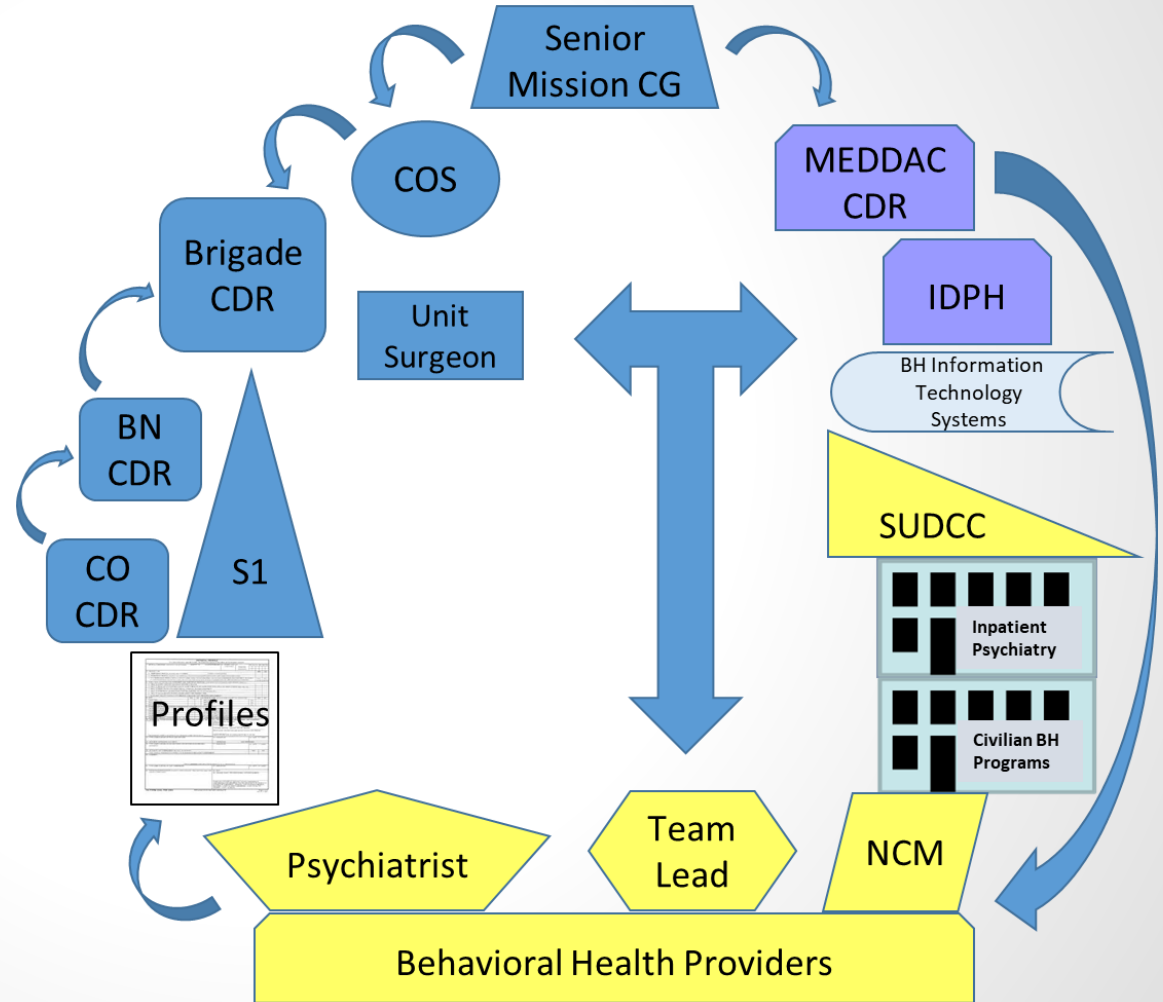 Senior
Mission CG
COS
MEDDAC
CDR
Brigade
CDR
IDPH
Unit
Surgeon
BH Information
Technology
Systems
BN
CDR
SUDCC
CO
CDR
S1
Inpatient
Psychiatry
Profiles
Civilian BH
Programs
Psychiatrist
Team
Lead
NCM
Behavioral Health Providers